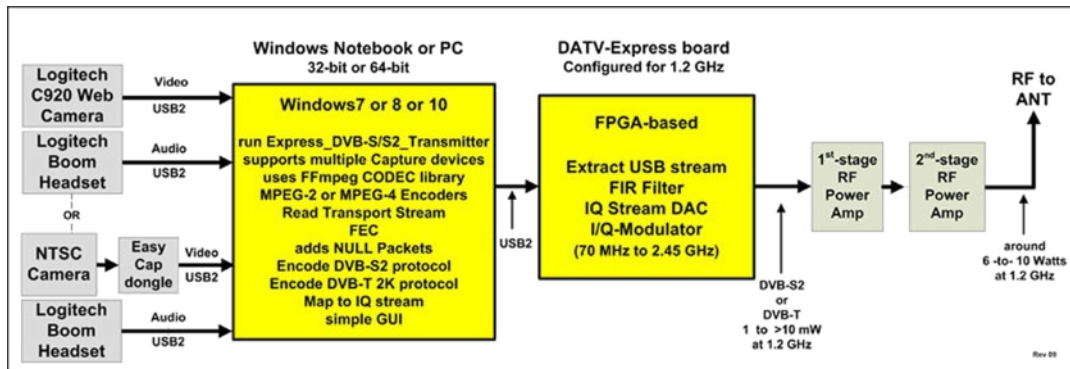 Windows Notebook or PC
32-bit or 64-bit
DATV-Express board
Configured for 1.2 GHz
Logitech
C920 Web
Camera
Video
USB2
Logitech
Boom
Headset
Audio
USB2
OR
NTSC
Camera
Easy
Cap
dongle
Video
USB2
Logitech
Boom
Headset
Audio
USB2
Windows7 or 8 or 10
run Express_DVB-S/S2_Transmitter
supports multiple Capture devices
uses FFmpeg CODEC library
MPEG-2 or MPEG-4 Encoders
Read Transport Stream
FEC
adds NULL Packets
Encode DVB-S2 protocol
Encode DVB-T 2K protocol
Map to IQ stream
simple GUI
USB2
FPGA-based
Extract USB stream
FIR Filter
IQ Stream DAC
I/Q-Modulator
(70 MHz to 2.45 GHz)
DVB-S2
or
DVB-T
1 to >10 mW
at 1.2 GHz
1st-stage
RF
Power
Amp
2nd-stage
RF
Power
Amp
RF to
ANT
around
6 -to- 10 Watts
at 1.2 GHz
Rev 09